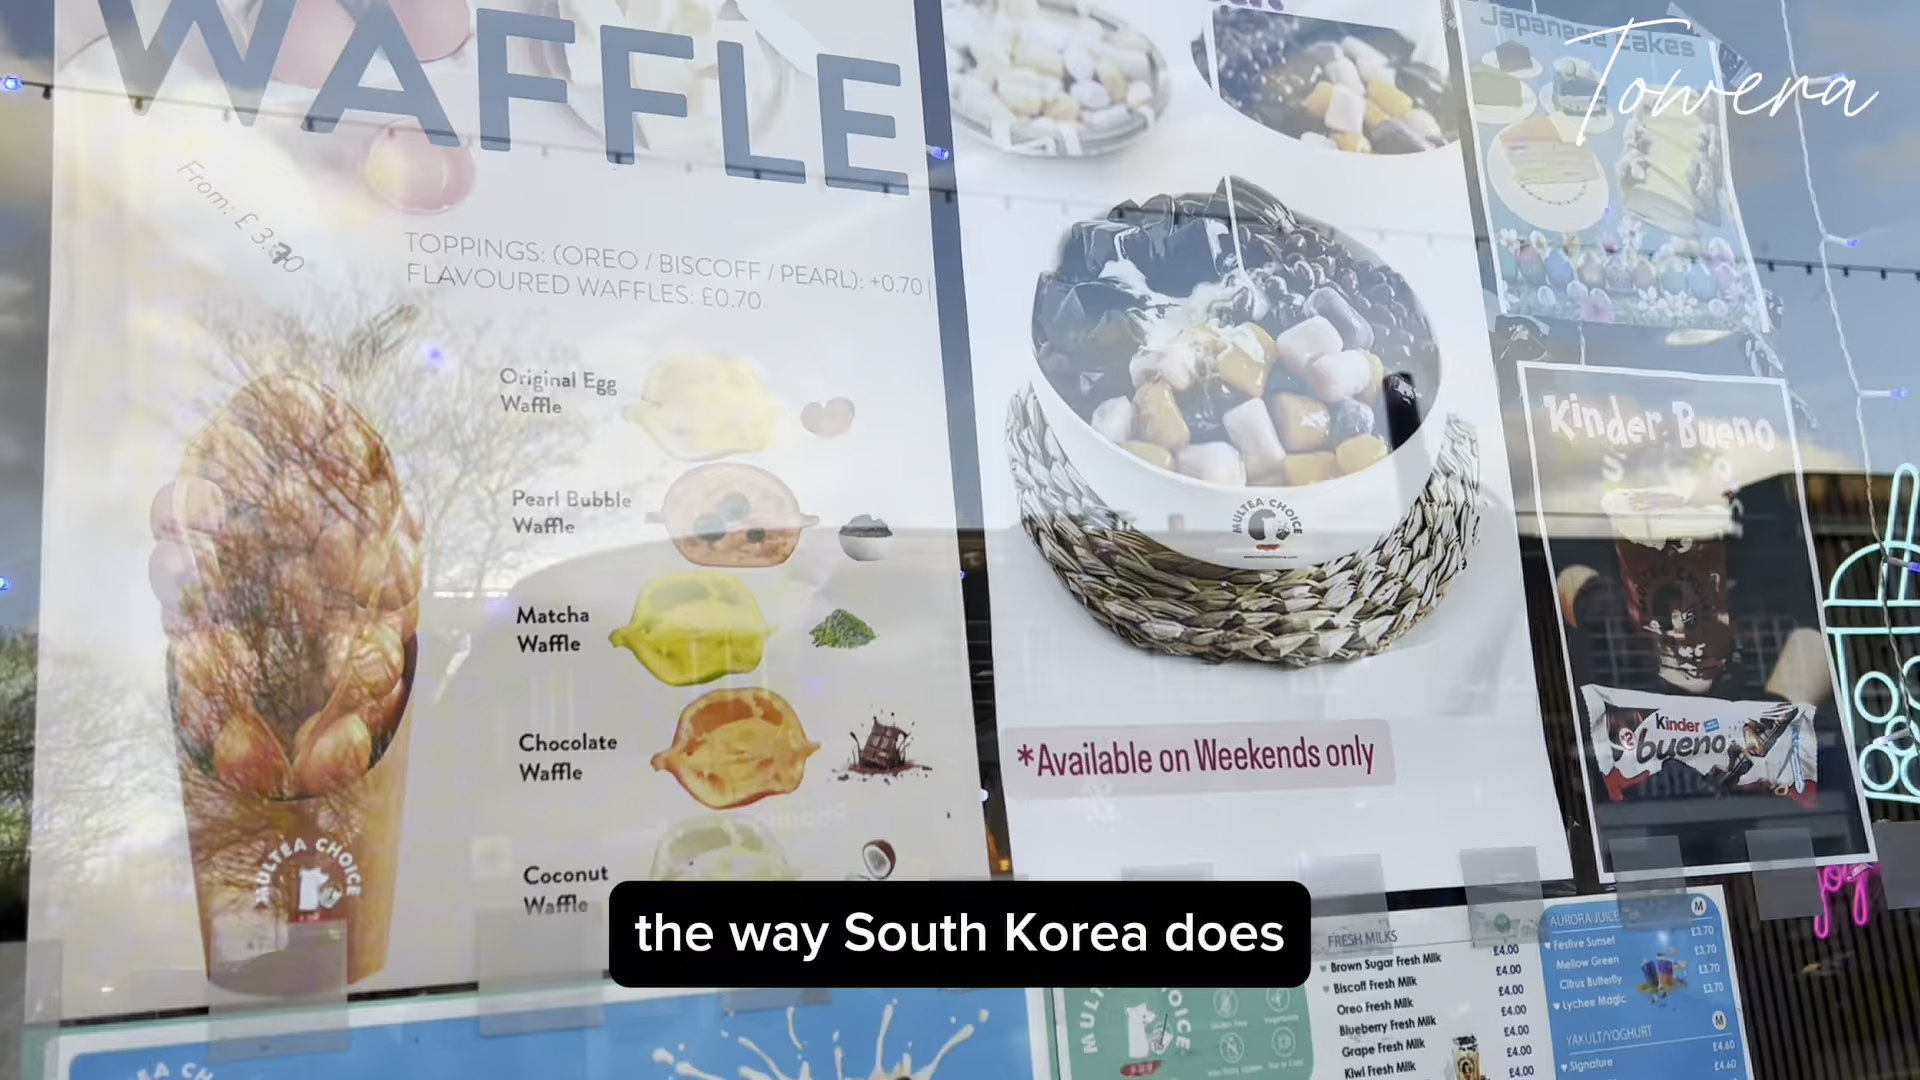 WAFFLE
From: £3.70
TOPPINGS: (OREO / BISCOFF / PEARL): +0.70
FLAVOURED WAFFLES: £0.70
Original Egg
Waffle
Pearl Bubble
Waffle
Matcha
Waffle
Chocolate
Waffle
Coconut
Waffle
MULTEA CHOICE
MULTEA CHOICE
*Available on Weekends only
Japanese Cakes
Towera
Kinder Bueno
Kinder
bueno
joy
the way South Korea does
FRESH MILKS
Brown Sugar Fresh Milk £4.00
Biscoff Fresh Milk £4.00
Oreo Fresh Milk £4.00
Blueberry Fresh Milk £4.00
Grape Fresh Milk £4.00
Kiwi Fresh Milk £4.00
AURORA JUICE M
Festive Sunset £3.70
Mellow Green £3.70
Citrus Butterfly £3.70
Lychee Magic £3.70
YAKULT/YOGHURT M
£4.60
Signature £4.60